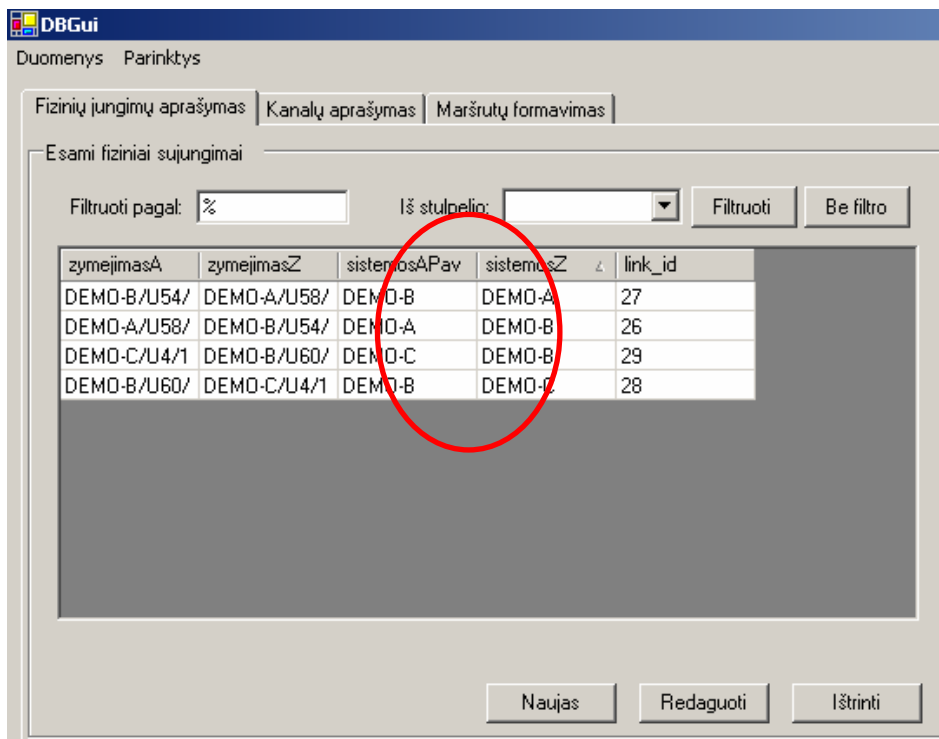 DBGui
Duomenys Parinktys
Fizinių jungimų aprašymas Kanalų aprašymas Maršrutų formavimas
Esami fiziniai sujungimai
Filtruoti pagal: % Iš stulpelio: Filtruoti Be filtro
zymejimasA zymejimasZ sistemosAPav sistemosZ link_id
DEMO-B/U54/ DEMO-A/U58/ DEMO-B DEMO-A 27
DEMO-A/U58/ DEMO-B/U54/ DEMO-A DEMO-B 26
DEMO-C/U4/1 DEMO-B/U60/ DEMO-C DEMO-B 29
DEMO-B/U60/ DEMO-C/U4/1 DEMO-B DEMO-C 28
Naujas Redaguoti Ištrinti